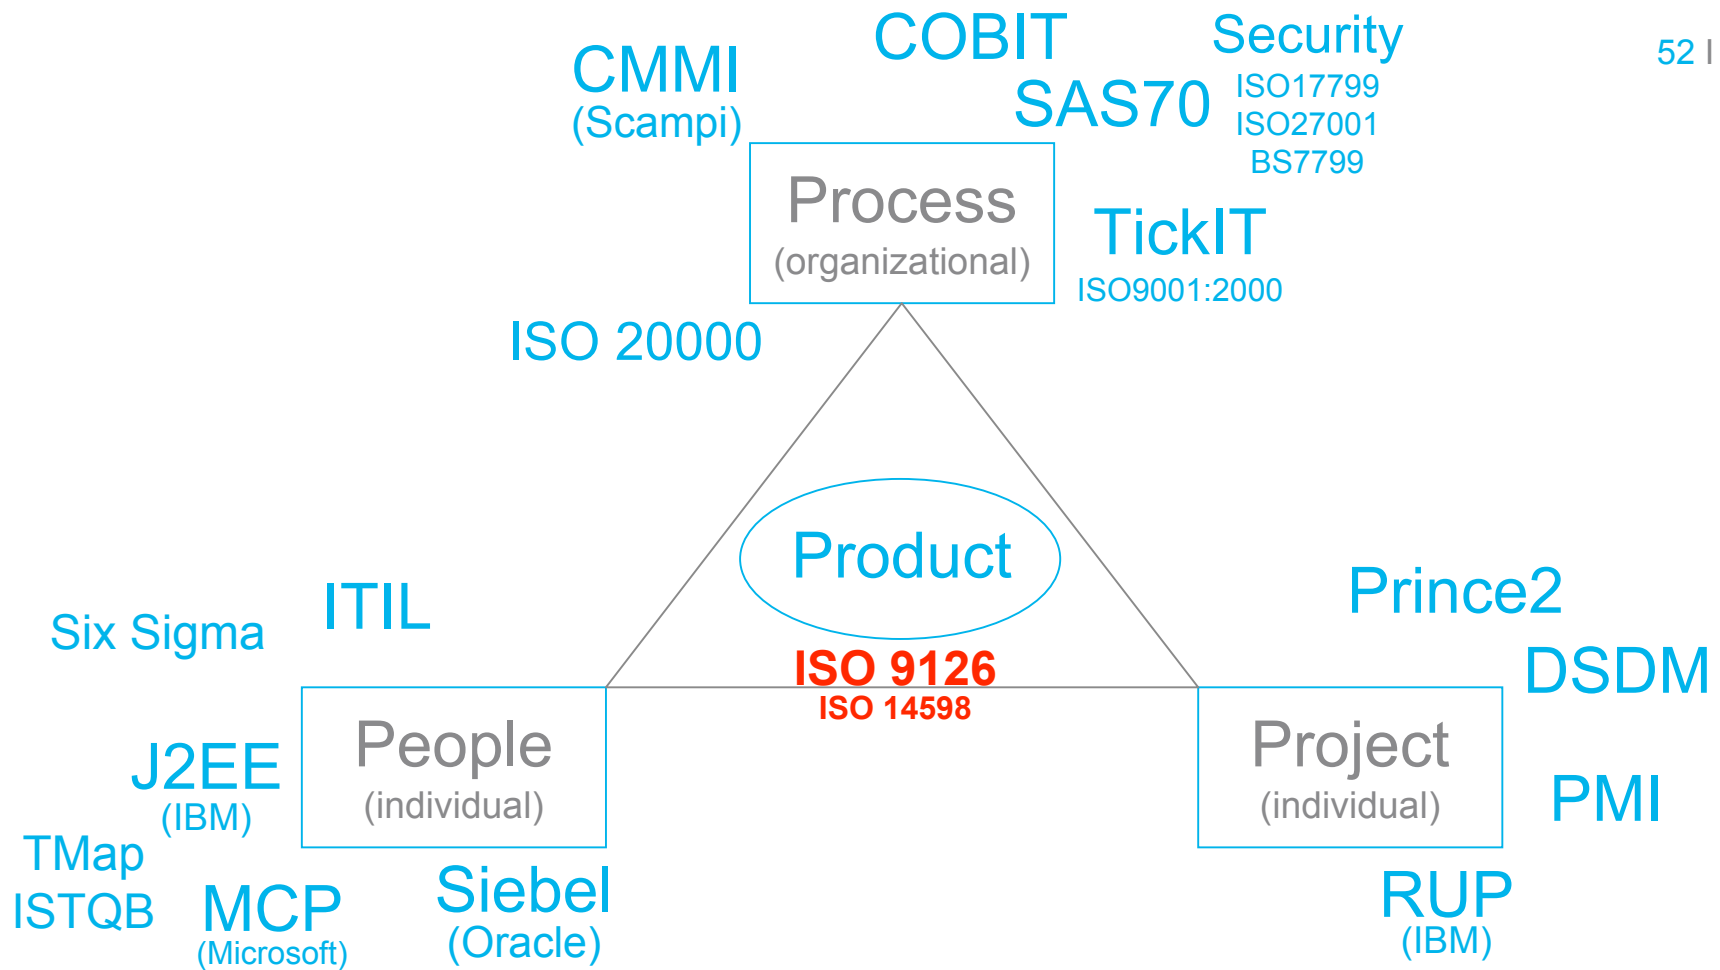 COBIT
Security
52 I
CMMI
(Scampi)
SAS70
ISO17799
ISO27001
BS7799
Process
(organizational)
TickIT
ISO9001:2000
ISO 20000
Product
ISO 9126
ISO 14598
ITIL
Six Sigma
People
(individual)
J2EE
(IBM)
TMap
ISTQB
MCP
(Microsoft)
Siebel
(Oracle)
Prince2
DSDM
Project
(individual)
PMI
RUP
(IBM)